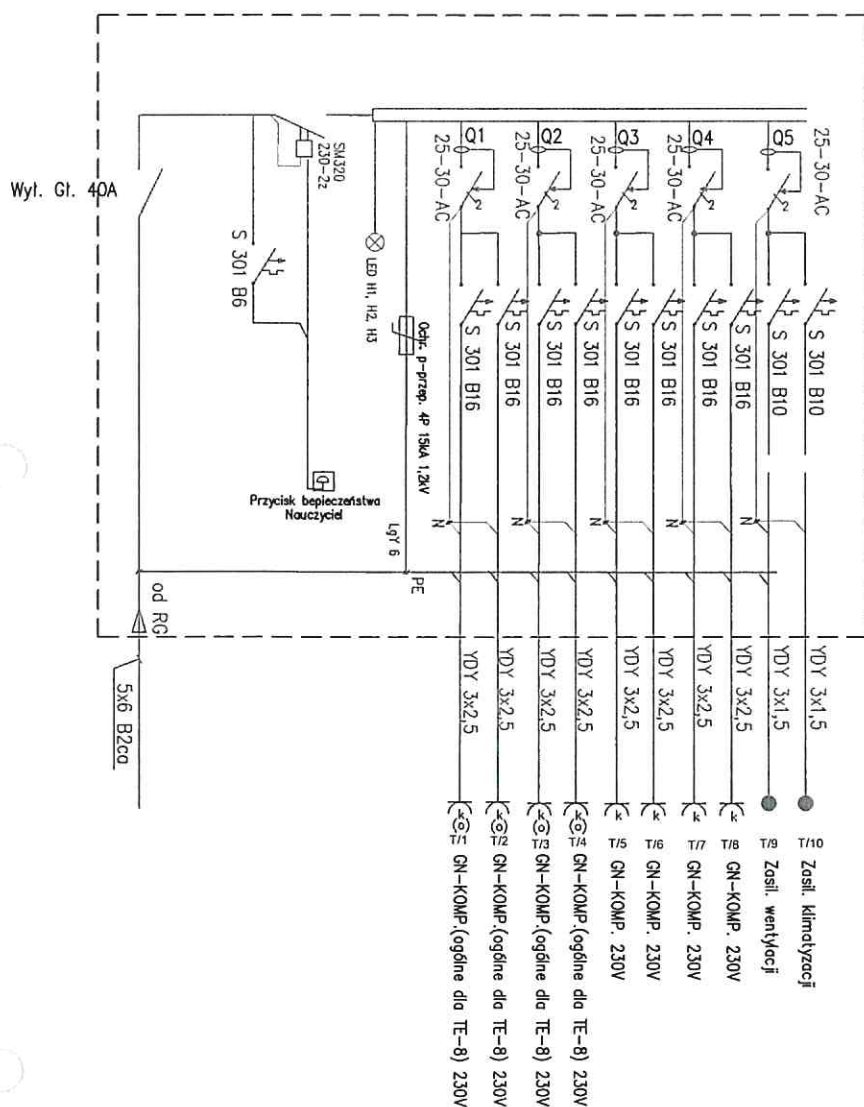 Wył. Gł. 40A
S 301 B6
SM320
230-2z
LED H1, H2, H3
Ochr. p-przep. 4P 15kA 1,2kV
Przycisk bepieczeństwa
Nauczyciel
LgY 6
PE
od RG
5x6 B2ca
Q1
25-30-AC
2
Q2
25-30-AC
2
Q3
25-30-AC
2
Q4
25-30-AC
2
Q5
25-30-AC
2
S 301 B16
S 301 B16
S 301 B16
S 301 B16
S 301 B16
S 301 B16
S 301 B16
S 301 B16
S 301 B10
S 301 B10
N
N
N
N
N
YDY 3x2,5
YDY 3x2,5
YDY 3x2,5
YDY 3x2,5
YDY 3x2,5
YDY 3x2,5
YDY 3x2,5
YDY 3x2,5
YDY 3x1,5
YDY 3x1,5
k
k
k
k
k
k
k
k
T/1 GN-KOMP.(ogólne dla TE-8) 230V
T/2 GN-KOMP.(ogólne dla TE-8) 230V
T/3 GN-KOMP.(ogólne dla TE-8) 230V
T/4 GN-KOMP.(ogólne dla TE-8) 230V
T/5 GN-KOMP. 230V
T/6 GN-KOMP. 230V
T/7 GN-KOMP. 230V
T/8 GN-KOMP. 230V
T/9 Zasil. wentylacji
T/10 Zasil. klimatyzacji